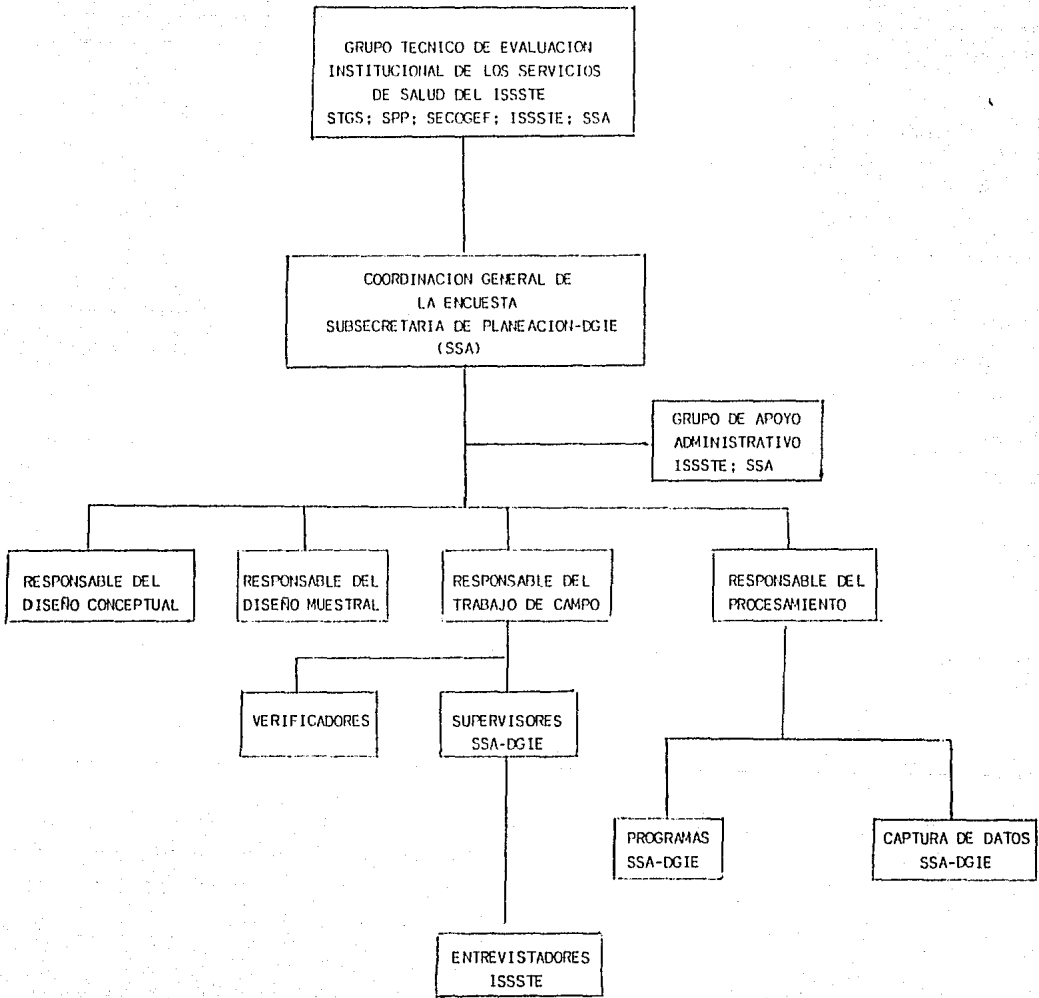 GRUPO TECNICO DE EVALUACION
INSTITUCIONAL DE LOS SERVICIOS
DE SALUD DEL ISSSTE
STGS; SPP; SECOGEF; ISSSTE; SSA
COORDINACION GENERAL DE
LA ENCUESTA
SUBSECRETARIA DE PLANEACION-DGIE
(SSA)
GRUPO DE APOYO
ADMINISTRATIVO
ISSSTE; SSA
RESPONSABLE DEL
DISEÑO CONCEPTUAL
RESPONSABLE DEL
DISEÑO MUESTRAL
RESPONSABLE DEL
TRABAJO DE CAMPO
RESPONSABLE DEL
PROCESAMIENTO
VERIFICADORES
SUPERVISORES
SSA-DGIE
PROGRAMAS
SSA-DGIE
CAPTURA DE DATOS
SSA-DGIE
ENTREVISTADORES
ISSSTE